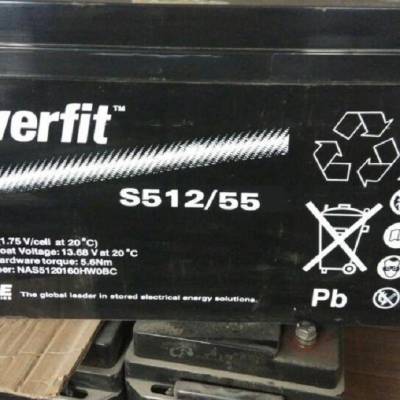 werfit™
S512/55
1.75 V/cell at 20°C)
oat Voltage: 13.68 V at 20°C
ardware torque: 5.6Nm
ber: NAS5120160HW0BC
E The global leader in stored electrical energy solutions.
Pb